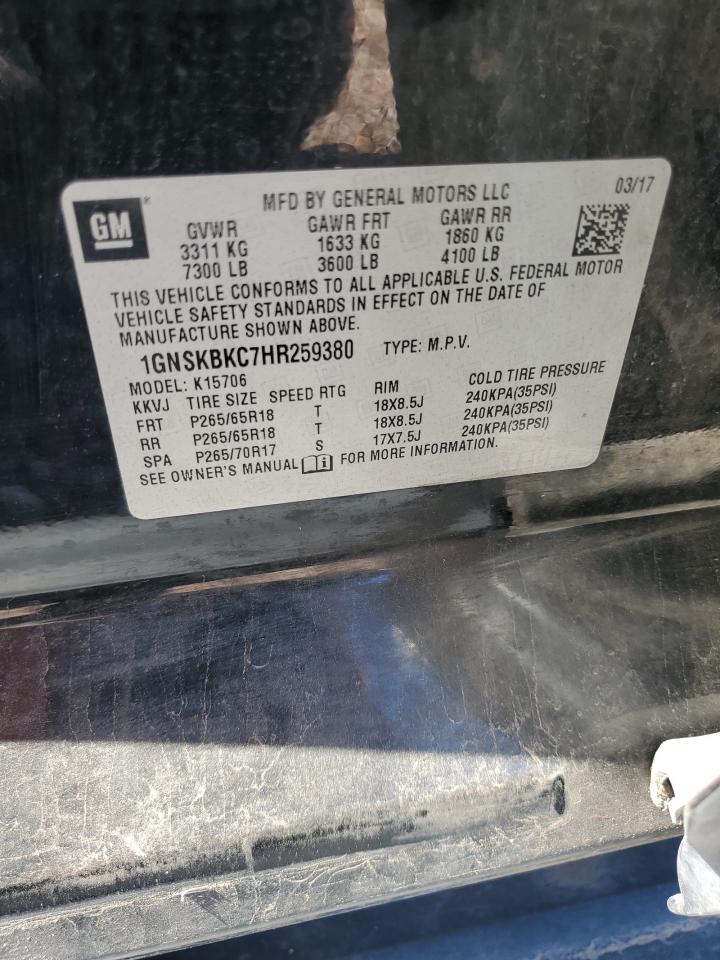 GM ®
MFD BY GENERAL MOTORS LLC 03/17
GVWR GAWR FRT GAWR RR
3311 KG 1633 KG 1860 KG
7300 LB 3600 LB 4100 LB
THIS VEHICLE CONFORMS TO ALL APPLICABLE U.S. FEDERAL MOTOR
VEHICLE SAFETY STANDARDS IN EFFECT ON THE DATE OF
MANUFACTURE SHOWN ABOVE.
1GNSKBKC7HR259380 TYPE: M.P.V.
MODEL: K15706
KKVJ TIRE SIZE SPEED RTG RIM COLD TIRE PRESSURE
FRT P265/65R18 T 18X8.5J 240KPA(35PSI)
RR P265/65R18 T 18X8.5J 240KPA(35PSI)
SPA P265/70R17 S 17X7.5J 240KPA(35PSI)
SEE OWNER'S MANUAL FOR MORE INFORMATION.